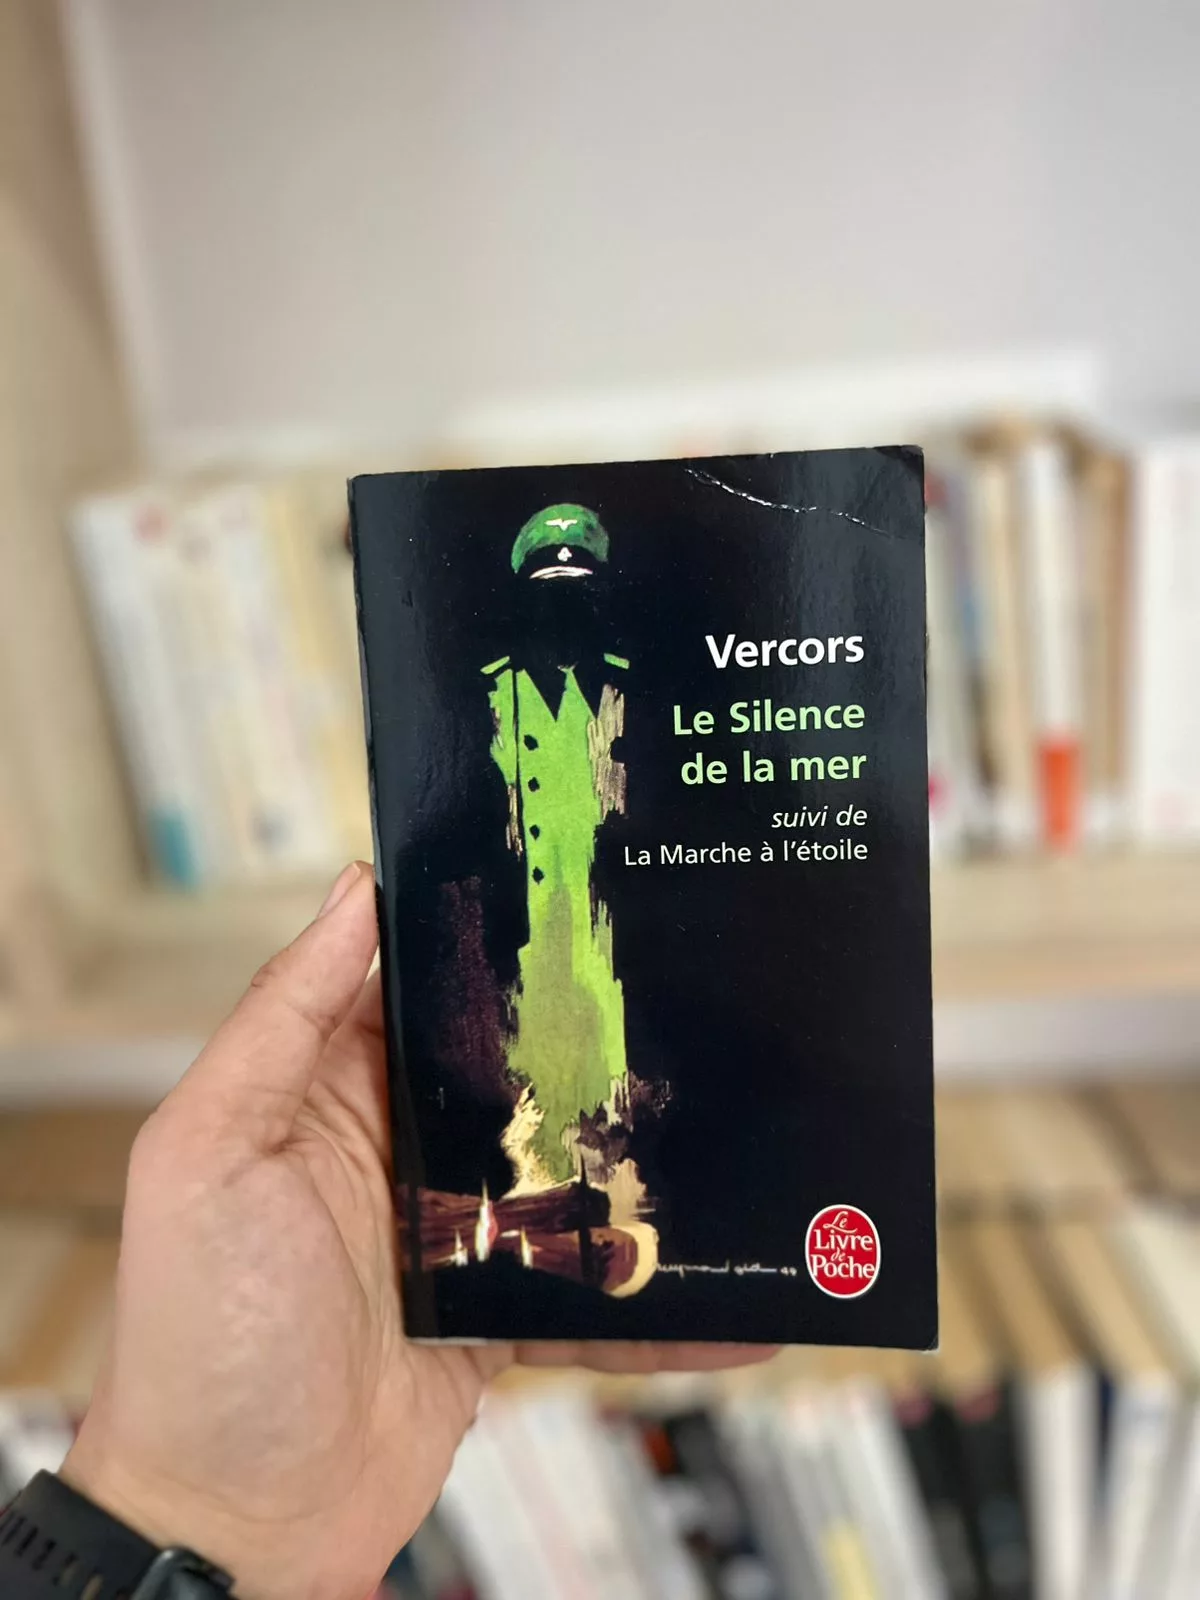 Vercors
Le Silence
de la mer
suivi de
La Marche à l'étoile
Le
Livre
de
Poche